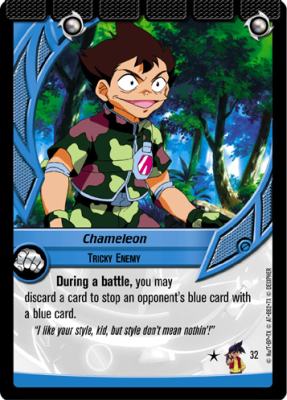 Chameleon
TRICKY ENEMY
During a battle, you may
discard a card to stop an opponent's blue card with
a blue card.
"I like your style, kid, but style don't mean nothin'!"
32